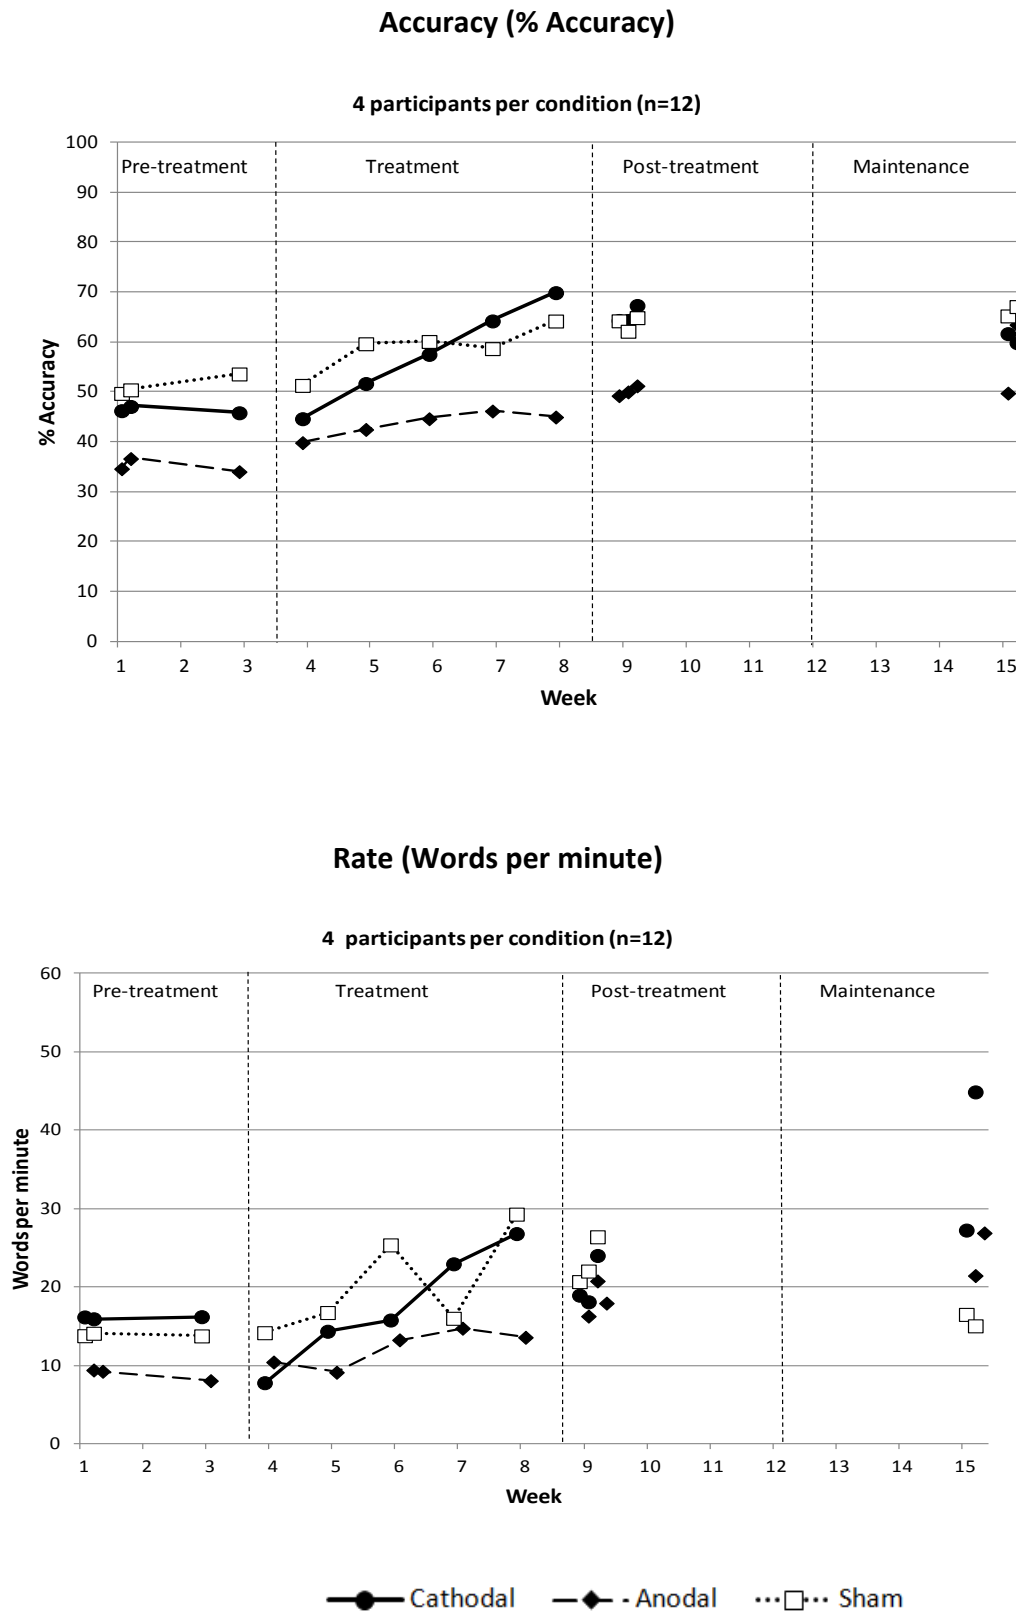 Accuracy (% Accuracy)
4 participants per condition (n=12)
Pre-treatment Treatment Post-treatment Maintenance
100
90
80
70
60
50
40
30
20
10
0
% Accuracy
1 2 3 4 5 6 7 8 9 10 11 12 13 14 15
Week
Rate (Words per minute)
4 participants per condition (n=12)
Pre-treatment Treatment Post-treatment Maintenance
60
50
40
30
20
10
0
Words per minute
1 2 3 4 5 6 7 8 9 10 11 12 13 14 15
Week
Cathodal Anodal Sham